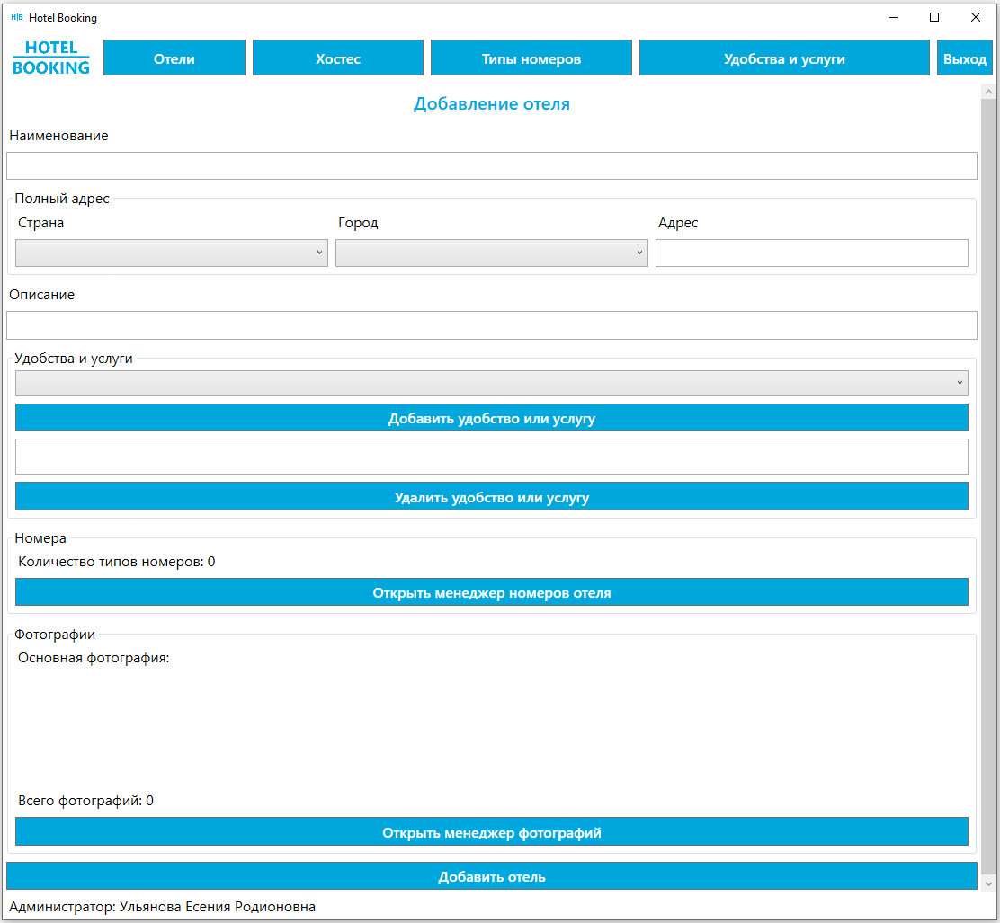 H|B Hotel Booking
HOTEL
BOOKING
Отели
Хостес
Типы номеров
Удобства и услуги
Выход
Добавление отеля
Наименование
Полный адрес
Страна
Город
Адрес
Описание
Удобства и услуги
Добавить удобство или услугу
Удалить удобство или услугу
Номера
Количество типов номеров: 0
Открыть менеджер номеров отеля
Фотографии
Основная фотография:
Всего фотографий: 0
Открыть менеджер фотографий
Добавить отель
Администратор: Ульянова Есения Родионовна